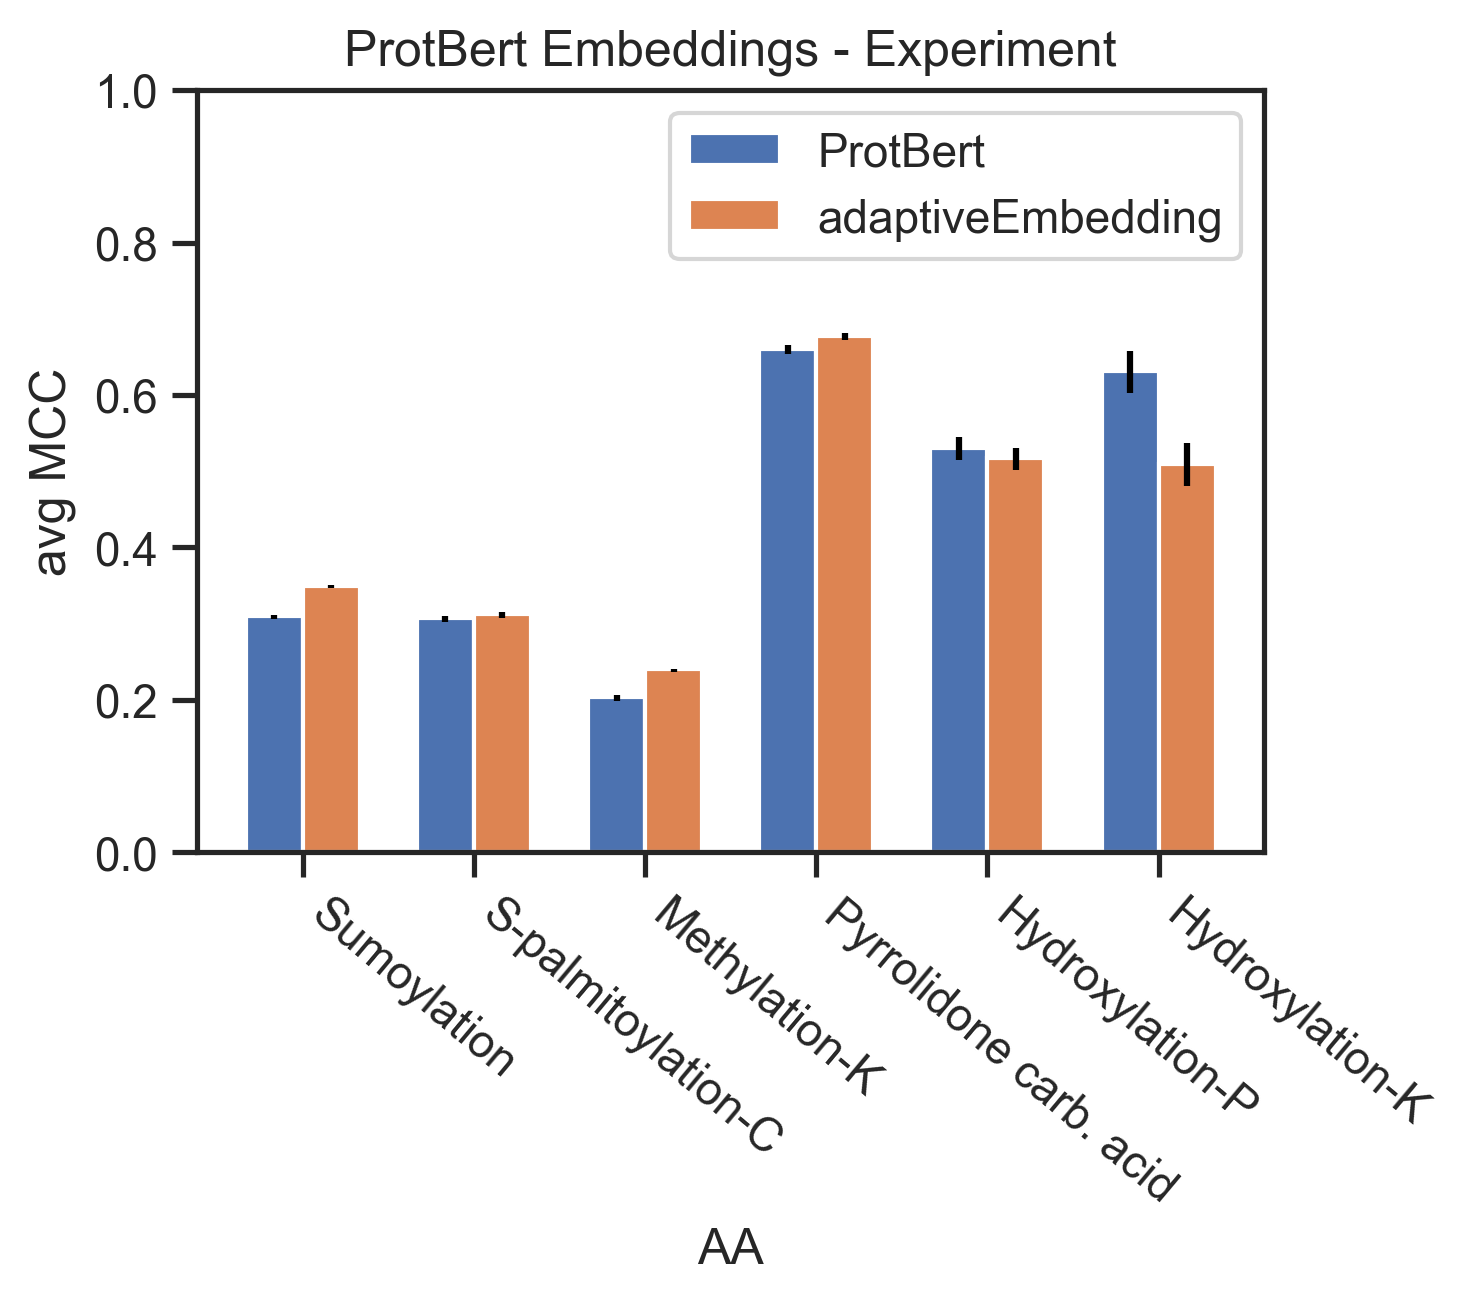 ProtBert Embeddings - Experiment
ProtBert
adaptiveEmbedding
avg MCC
1.0
0.8
0.6
0.4
0.2
0.0
Sumoylation
S-palmitoylation-C
Methylation-K
Pyrrolidone carb. acid
Hydroxylation-P
Hydroxylation-K
AA